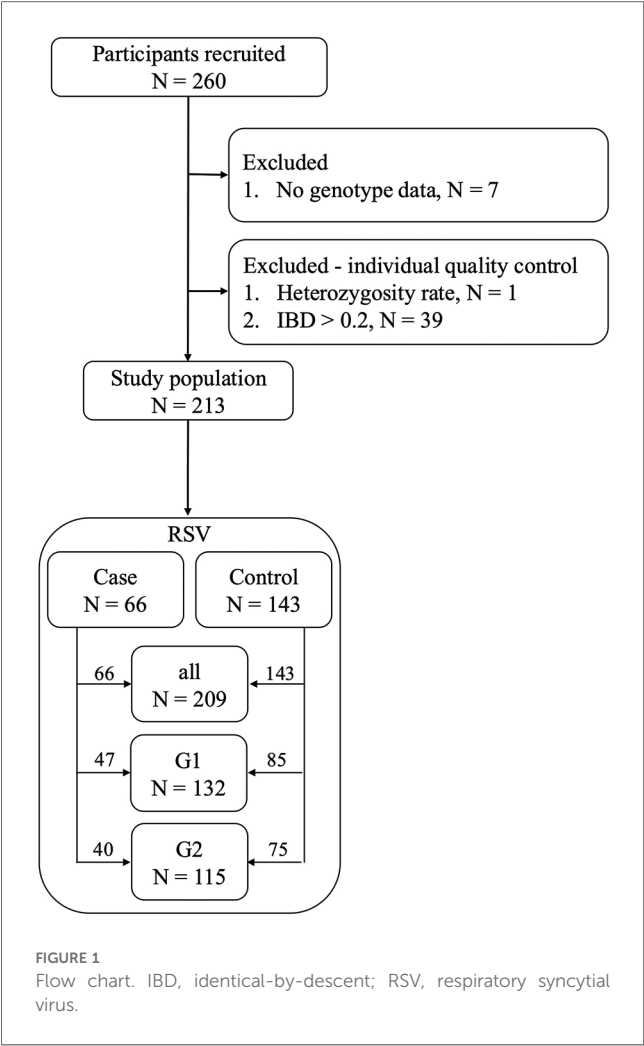 Participants recruited
N = 260
Excluded
1. No genotype data, N = 7
Excluded - individual quality control
1. Heterozygosity rate, N = 1
2. IBD > 0.2, N = 39
Study population
N = 213
RSV
Case
N = 66
Control
N = 143
66
all
N = 209
143
47
G1
N = 132
85
40
G2
N = 115
75
FIGURE 1
Flow chart. IBD, identical-by-descent; RSV, respiratory syncytial
virus.